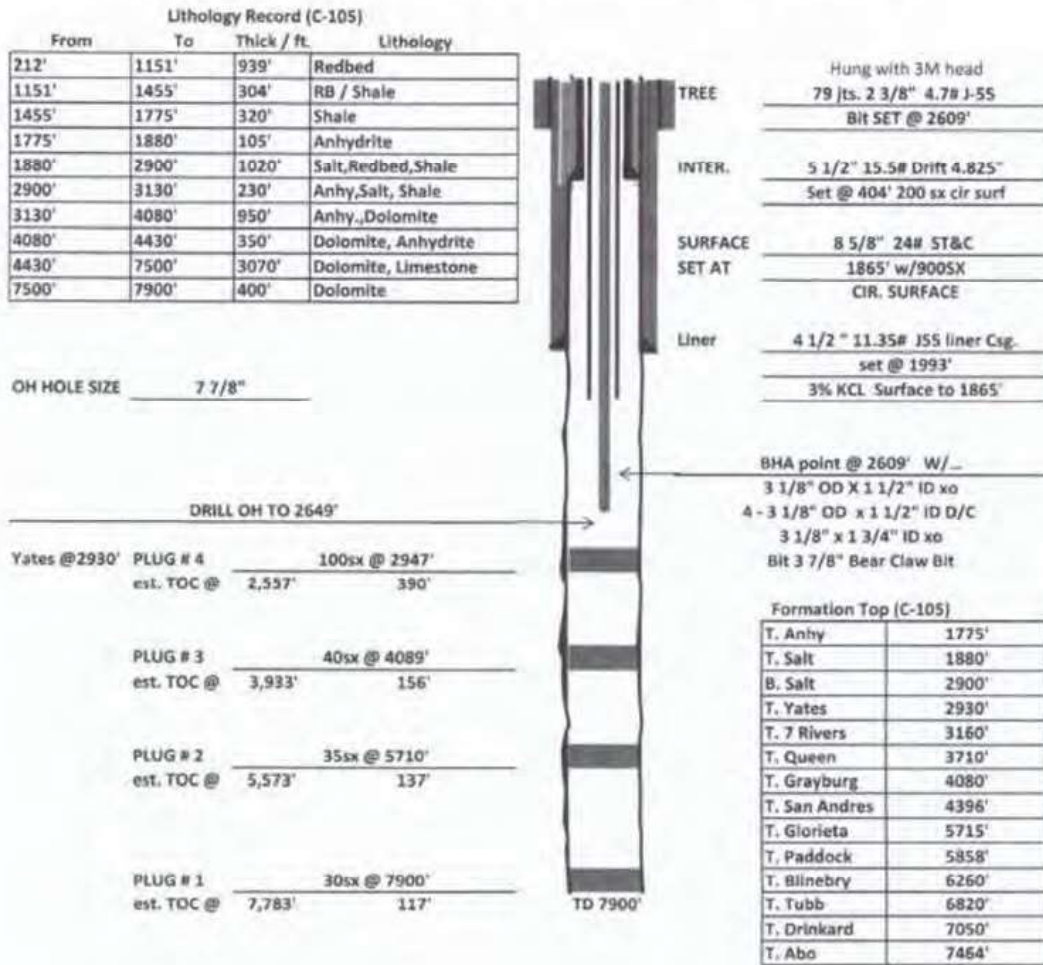 Lithology Record (C-105)
From To Thick / ft. Lithology
212' 1151' 939' Redbed
1151' 1455' 304' RB / Shale
1455' 1775' 320' Shale
1775' 1880' 105' Anhydrite
1880' 2900' 1020' Salt,Redbed,Shale
2900' 3130' 230' Anhy,Salt, Shale
3130' 4080' 950' Anhy.,Dolomite
4080' 4430' 350' Dolomite, Anhydrite
4430' 7500' 3070' Dolomite, Limestone
7500' 7900' 400' Dolomite
OH HOLE SIZE 7 7/8"
Hung with 3M head
TREE 79 jts. 2 3/8" 4.7# J-55
Bit SET @ 2609'
INTER. 5 1/2" 15.5# Drift 4.825"
Set @ 404' 200 sx cir surf
SURFACE 8 5/8" 24# ST&C
SET AT 1865' w/900SX
CIR. SURFACE
Liner 4 1/2 " 11.35# J55 liner Csg.
set @ 1993'
3% KCL Surface to 1865'
BHA point @ 2609' W/...
3 1/8" OD X 1 1/2" ID xo
4 - 3 1/8" OD x 1 1/2" ID D/C
3 1/8" x 1 3/4" ID xo
Bit 3 7/8" Bear Claw Bit
DRILL OH TO 2649'
Yates @2930' PLUG # 4 100sx @ 2947'
est. TOC @ 2,557' 390'
PLUG # 3 40sx @ 4089'
est. TOC @ 3,933' 156'
PLUG # 2 35sx @ 5710'
est. TOC @ 5,573' 137'
PLUG # 1 30sx @ 7900'
est. TOC @ 7,783' 117'
TD 7900'
Formation Top (C-105)
T. Anhy 1775'
T. Salt 1880'
B. Salt 2900'
T. Yates 2930'
T. 7 Rivers 3160'
T. Queen 3710'
T. Grayburg 4080'
T. San Andres 4396'
T. Glorieta 5715'
T. Paddock 5858'
T. Blinebry 6260'
T. Tubb 6820'
T. Drinkard 7050'
T. Abo 7464'